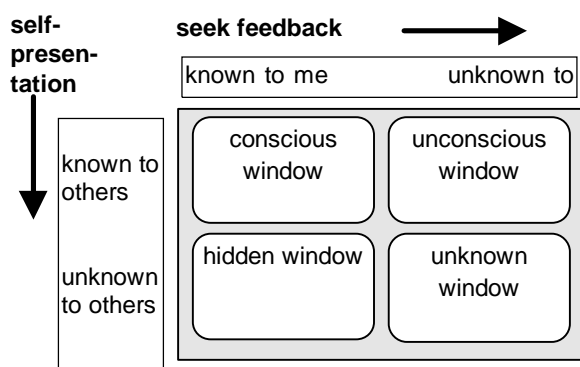 self-
presen-
tation
seek feedback
known to me unknown to
known to
others
unknown
to others
conscious
window
unconscious
window
hidden window
unknown
window